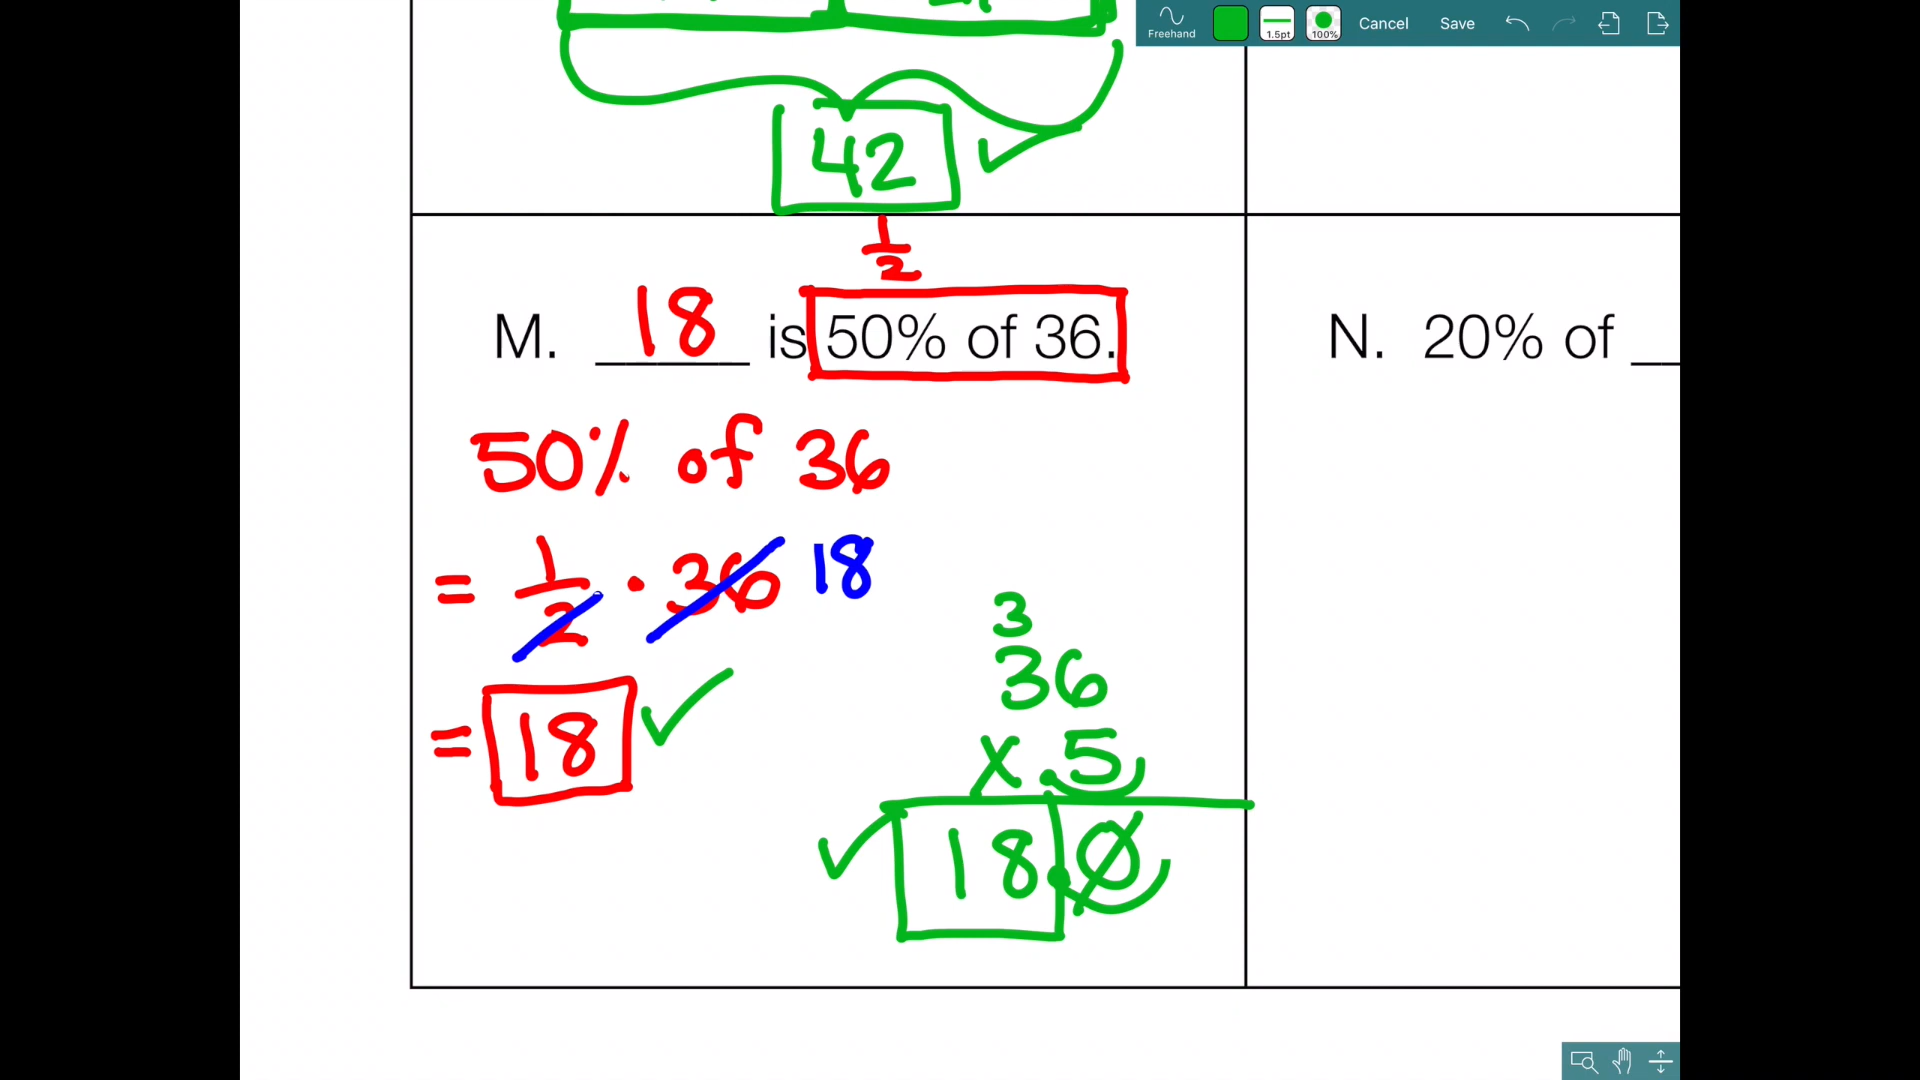 Freehand
1.5pt
100%
Cancel
Save
42
1/2
M. 18 is 50% of 36.
N. 20% of __
50% of 36
= 1/2 · 36 18
= 18
3
36
x .5
18.0